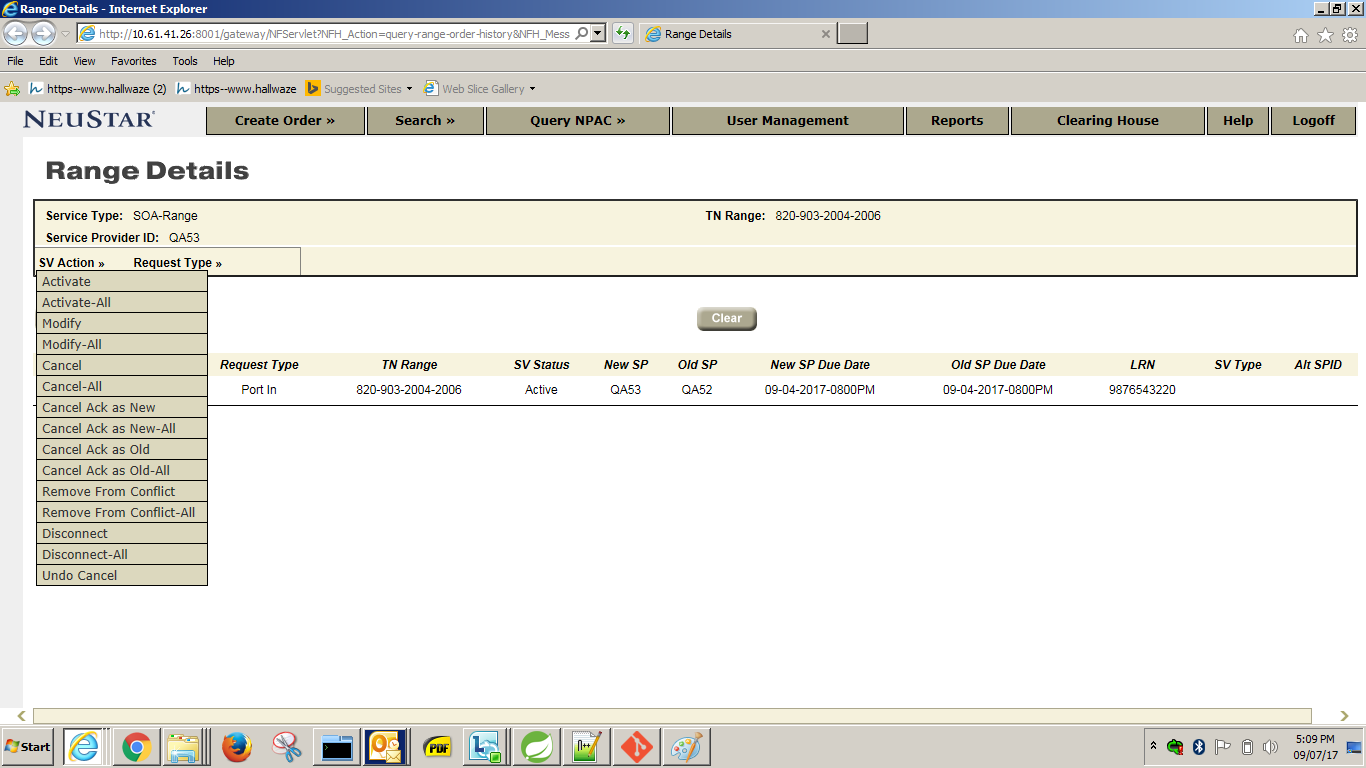 Range Details - Internet Explorer
http://10.61.41.26:8001/gateway/NFServlet?NFH_Action=query-range-order-history&NFH_Mess
Range Details
File Edit View Favorites Tools Help
https--www.hallwaze (2) https--www.hallwaze Suggested Sites Web Slice Gallery
NEUSTAR
Create Order » Search » Query NPAC » User Management Reports Clearing House Help Logoff
Range Details
Service Type: SOA-Range TN Range: 820-903-2004-2006
Service Provider ID: QA53
SV Action » Request Type »
Activate
Activate-All
Modify
Modify-All
Cancel
Cancel-All
Cancel Ack as New
Cancel Ack as New-All
Cancel Ack as Old
Cancel Ack as Old-All
Remove From Conflict
Remove From Conflict-All
Disconnect
Disconnect-All
Undo Cancel
Clear
Request Type TN Range SV Status New SP Old SP New SP Due Date Old SP Due Date LRN SV Type Alt SPID
Port In 820-903-2004-2006 Active QA53 QA52 09-04-2017-0800PM 09-04-2017-0800PM 9876543220
Start
PDF
5:09 PM
09/07/17